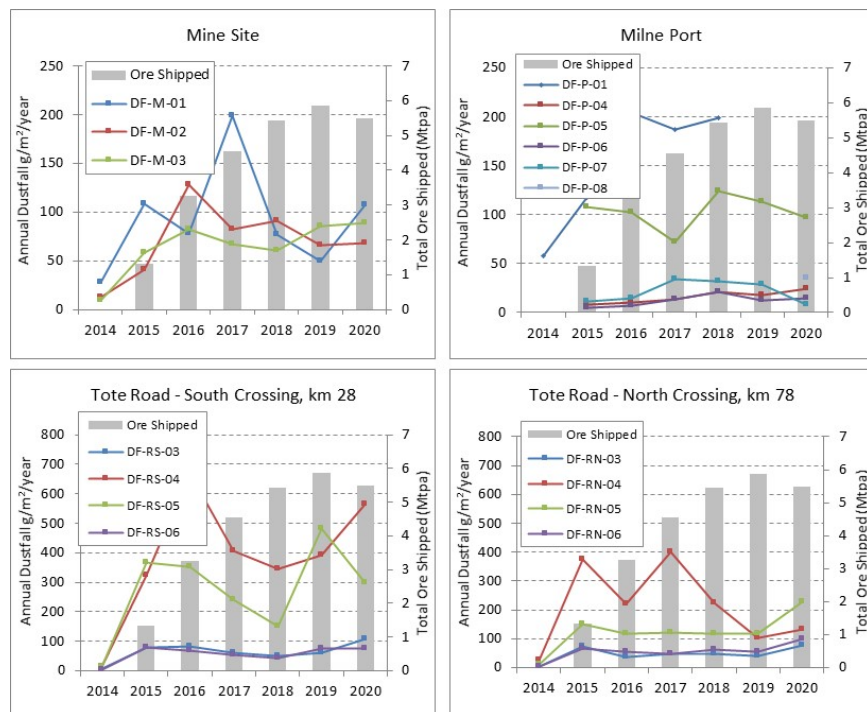 Mine Site
250
200
150
100
50
0
Annual Dustfall g/m²/year
7
6
5
4
3
2
1
0
Total Ore Shipped (Mtpa)
Ore Shipped
DF-M-01
DF-M-02
DF-M-03
2014 2015 2016 2017 2018 2019 2020
Milne Port
250
200
150
100
50
0
Annual Dustfall g/m²/year
7
6
5
4
3
2
1
0
Total Ore Shipped (Mtpa)
Ore Shipped
DF-P-01
DF-P-04
DF-P-05
DF-P-06
DF-P-07
DF-P-08
2014 2015 2016 2017 2018 2019 2020
Tote Road - South Crossing, km 28
800
700
600
500
400
300
200
100
0
Annual Dustfall g/m²/year
7
6
5
4
3
2
1
0
Total Ore Shipped (Mtpa)
Ore Shipped
DF-RS-03
DF-RS-04
DF-RS-05
DF-RS-06
2014 2015 2016 2017 2018 2019 2020
Tote Road - North Crossing, km 78
800
700
600
500
400
300
200
100
0
Annual Dustfall g/m²/year
7
6
5
4
3
2
1
0
Total Ore Shipped (Mtpa)
Ore Shipped
DF-RN-03
DF-RN-04
DF-RN-05
DF-RN-06
2014 2015 2016 2017 2018 2019 2020